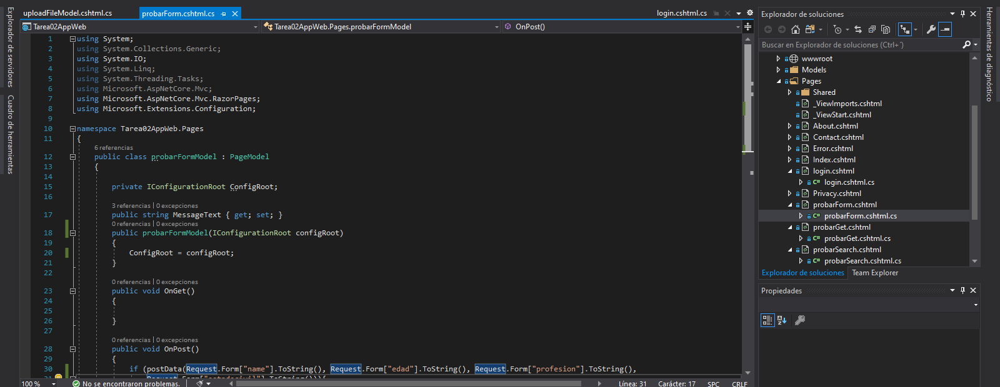 uploadFileModel.cshtml.cs
probarForm.cshtml.cs
login.cshtml.cs
Tarea02AppWeb
Tarea02AppWeb.Pages.probarFormModel
OnPost()
Explorador de servidores
Cuadro de herramientas
1 using System;
2 using System.Collections.Generic;
3 using System.IO;
4 using System.Linq;
5 using System.Threading.Tasks;
6 using Microsoft.AspNetCore.Mvc;
7 using Microsoft.AspNetCore.Mvc.RazorPages;
8 using Microsoft.Extensions.Configuration;
9
10 namespace Tarea02AppWeb.Pages
11 {
6 referencias
12 public class probarFormModel : PageModel
13 {
14
15 private IConfigurationRoot ConfigRoot;
16
3 referencias | 0 excepciones
17 public string MessageText { get; set; }
0 referencias | 0 excepciones
18 public probarFormModel(IConfigurationRoot configRoot)
19 {
20 ConfigRoot = configRoot;
21 }
22
0 referencias | 0 excepciones
23 public void OnGet()
24 {
25
26 }
27
0 referencias | 0 excepciones
28 public void OnPost()
29 {
30 if (postData(Request.Form["name"].ToString(), Request.Form["edad"].ToString(), Request.Form["profesion"].ToString(),
100 %
No se encontraron problemas.
Línea: 31
Carácter: 17
SPC
CRLF
Explorador de soluciones
Buscar en Explorador de soluciones (Ctrl+´)
wwwroot
Models
Pages
Shared
_ViewImports.cshtml
_ViewStart.cshtml
About.cshtml
Contact.cshtml
Error.cshtml
Index.cshtml
login.cshtml
C# login.cshtml.cs
Privacy.cshtml
probarForm.cshtml
C# probarForm.cshtml.cs
probarGet.cshtml
C# probarGet.cshtml.cs
probarSearch.cshtml
C# probarSearch.cshtml.cs
Explorador de soluciones
Team Explorer
Propiedades
Herramientas de diagnóstico